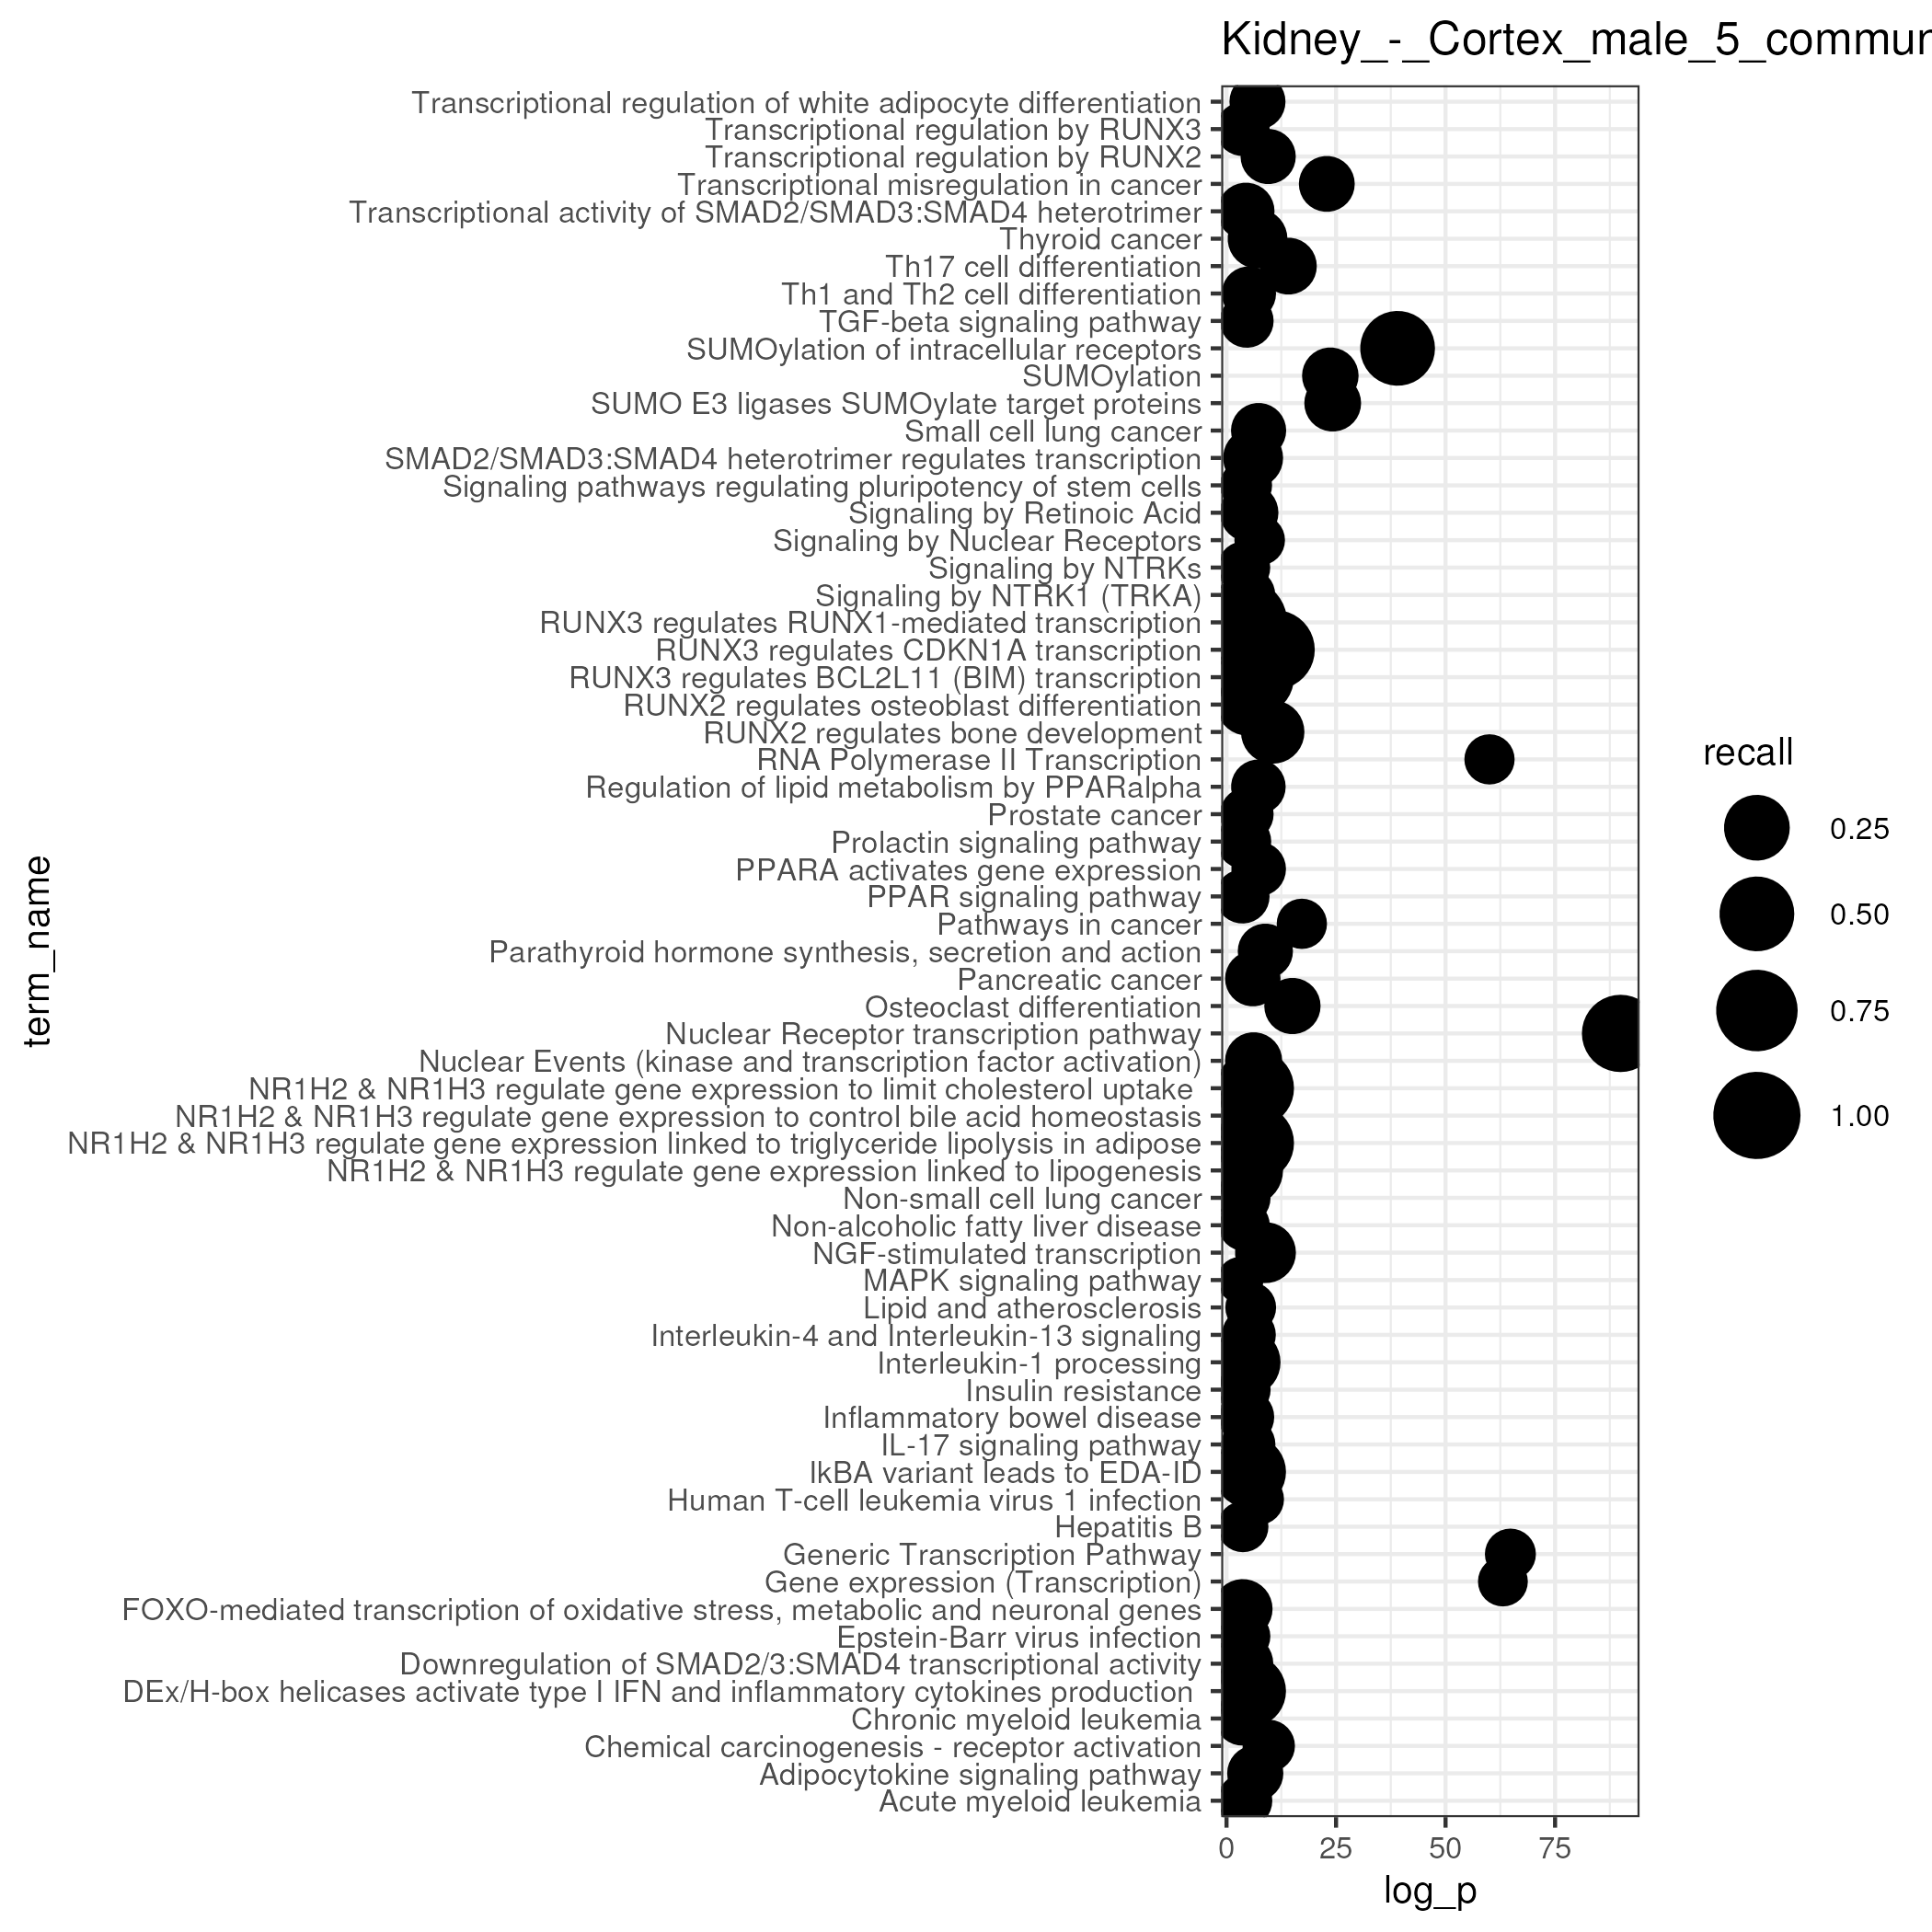 Kidney_-_Cortex_male_5_commun
Transcriptional regulation of white adipocyte differentiation
Transcriptional regulation by RUNX3
Transcriptional regulation by RUNX2
Transcriptional misregulation in cancer
Transcriptional activity of SMAD2/SMAD3:SMAD4 heterotrimer
Thyroid cancer
Th17 cell differentiation
Th1 and Th2 cell differentiation
TGF-beta signaling pathway
SUMOylation of intracellular receptors
SUMOylation
SUMO E3 ligases SUMOylate target proteins
Small cell lung cancer
SMAD2/SMAD3:SMAD4 heterotrimer regulates transcription
Signaling pathways regulating pluripotency of stem cells
Signaling by Retinoic Acid
Signaling by Nuclear Receptors
Signaling by NTRKs
Signaling by NTRK1 (TRKA)
RUNX3 regulates RUNX1-mediated transcription
RUNX3 regulates CDKN1A transcription
RUNX3 regulates BCL2L11 (BIM) transcription
RUNX2 regulates osteoblast differentiation
RUNX2 regulates bone development
RNA Polymerase II Transcription
Regulation of lipid metabolism by PPARalpha
Prostate cancer
Prolactin signaling pathway
PPARA activates gene expression
PPAR signaling pathway
Pathways in cancer
Parathyroid hormone synthesis, secretion and action
Pancreatic cancer
Osteoclast differentiation
Nuclear Receptor transcription pathway
Nuclear Events (kinase and transcription factor activation)
NR1H2 & NR1H3 regulate gene expression to limit cholesterol uptake
NR1H2 & NR1H3 regulate gene expression to control bile acid homeostasis
NR1H2 & NR1H3 regulate gene expression linked to triglyceride lipolysis in adipose
NR1H2 & NR1H3 regulate gene expression linked to lipogenesis
Non-small cell lung cancer
Non-alcoholic fatty liver disease
NGF-stimulated transcription
MAPK signaling pathway
Lipid and atherosclerosis
Interleukin-4 and Interleukin-13 signaling
Interleukin-1 processing
Insulin resistance
Inflammatory bowel disease
IL-17 signaling pathway
IkBA variant leads to EDA-ID
Human T-cell leukemia virus 1 infection
Hepatitis B
Generic Transcription Pathway
Gene expression (Transcription)
FOXO-mediated transcription of oxidative stress, metabolic and neuronal genes
Epstein-Barr virus infection
Downregulation of SMAD2/3:SMAD4 transcriptional activity
DEx/H-box helicases activate type I IFN and inflammatory cytokines production
Chronic myeloid leukemia
Chemical carcinogenesis - receptor activation
Adipocytokine signaling pathway
Acute myeloid leukemia
0 25 50 75
log_p
term_name
recall
0.25
0.50
0.75
1.00